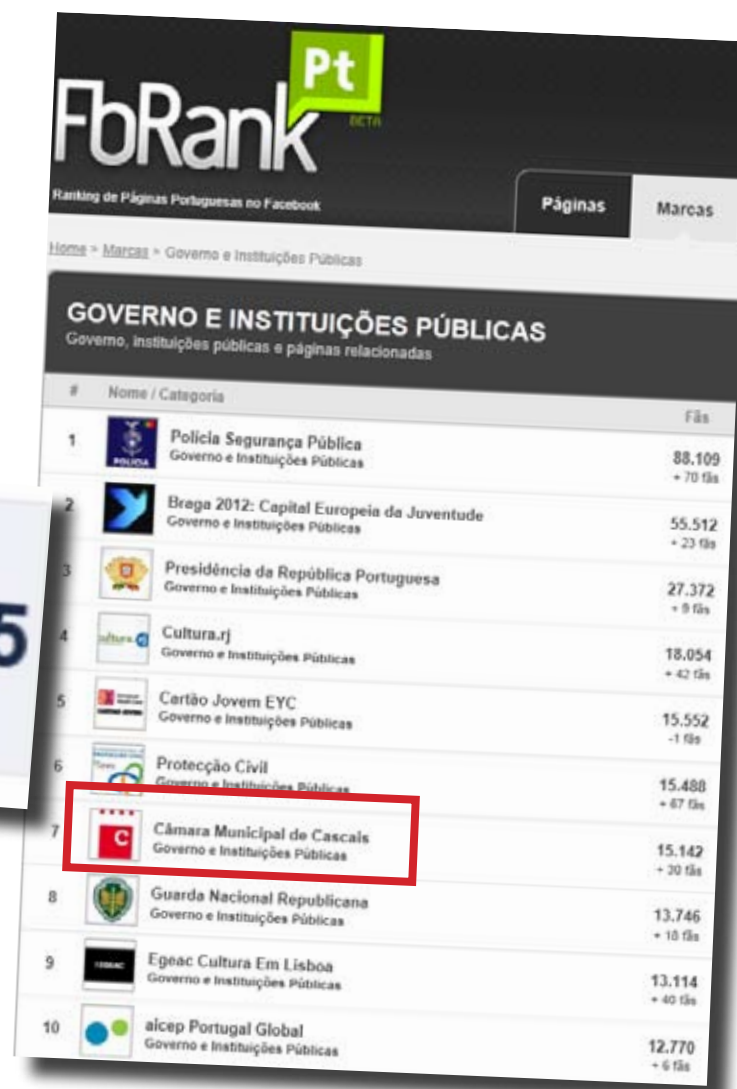 FbRank
Pt
BETA
Ranking de Páginas Portuguesas no Facebook
Páginas
Marcas
Home > Marcas > Governo e Instituições Públicas
GOVERNO E INSTITUIÇÕES PÚBLICAS
Governo, instituições públicas e páginas relacionadas
# Nome / Categoria Fãs
1 Polícia Segurança Pública 88.109
POLÍCIA Governo e Instituições Públicas + 70 fãs
2 Braga 2012: Capital Europeia da Juventude 55.512
Governo e Instituições Públicas + 23 fãs
3 Presidência da República Portuguesa 27.372
Governo e Instituições Públicas + 9 fãs
5
4 Cultura.rj 18.054
Governo e Instituições Públicas + 42 fãs
5 Cartão Jovem EYC 15.552
Governo e Instituições Públicas -1 fãs
6 Protecção Civil 15.488
Governo e Instituições Públicas + 67 fãs
7 C Câmara Municipal de Cascais 15.142
Governo e Instituições Públicas + 30 fãs
8 Guarda Nacional Republicana 13.746
Governo e Instituições Públicas + 18 fãs
9 EGEAC Egeac Cultura Em Lisboa 13.114
Governo e Instituições Públicas + 40 fãs
10 aicep Portugal Global 12.770
Governo e Instituições Públicas + 6 fãs